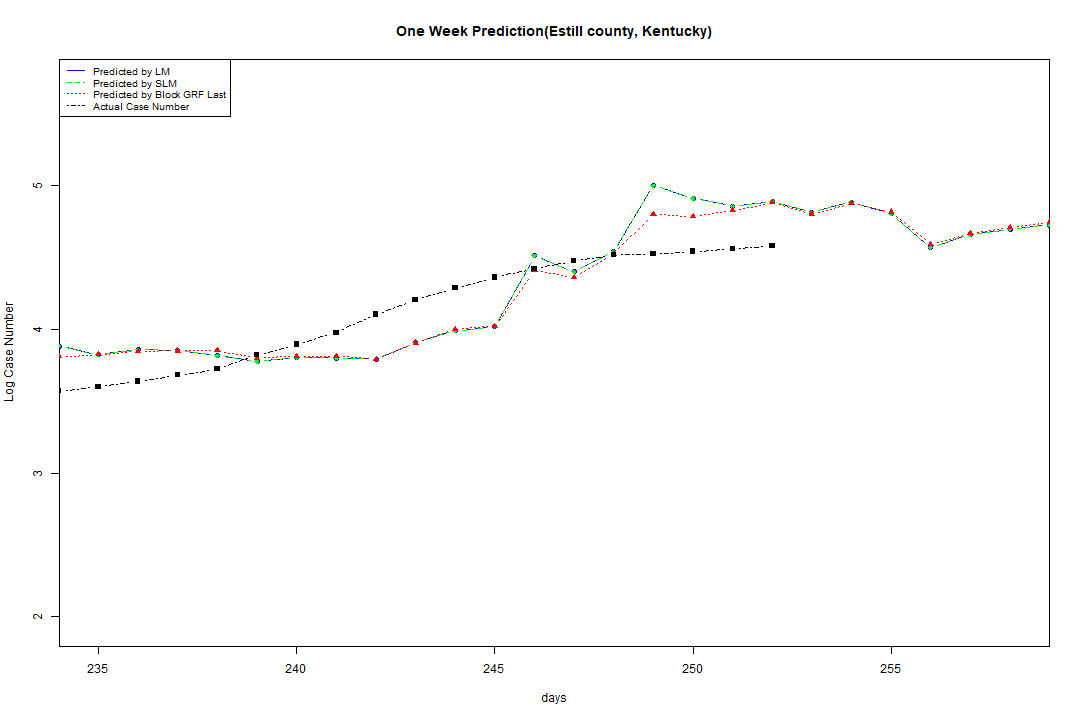 One Week Prediction(Estill county, Kentucky)
Predicted by LM
Predicted by SLM
Predicted by Block GRF Last
Actual Case Number
Log Case Number
5
4
3
2
235 240 245 250 255
days